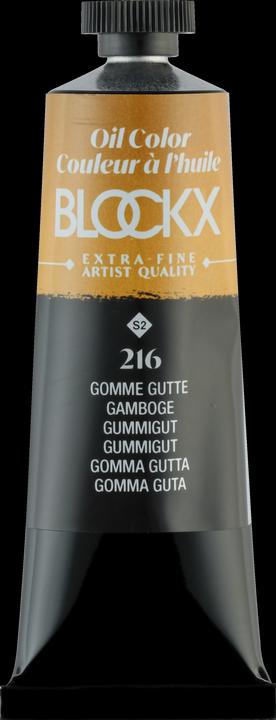 Oil Color
Couleur à l'huile
BLOCKX
EXTRA-FINE
ARTIST QUALITY
S2
216
GOMME GUTTE
GAMBOGE
GUMMIGUT
GUMMIGUT
GOMMA GUTTA
GOMMA GUTA